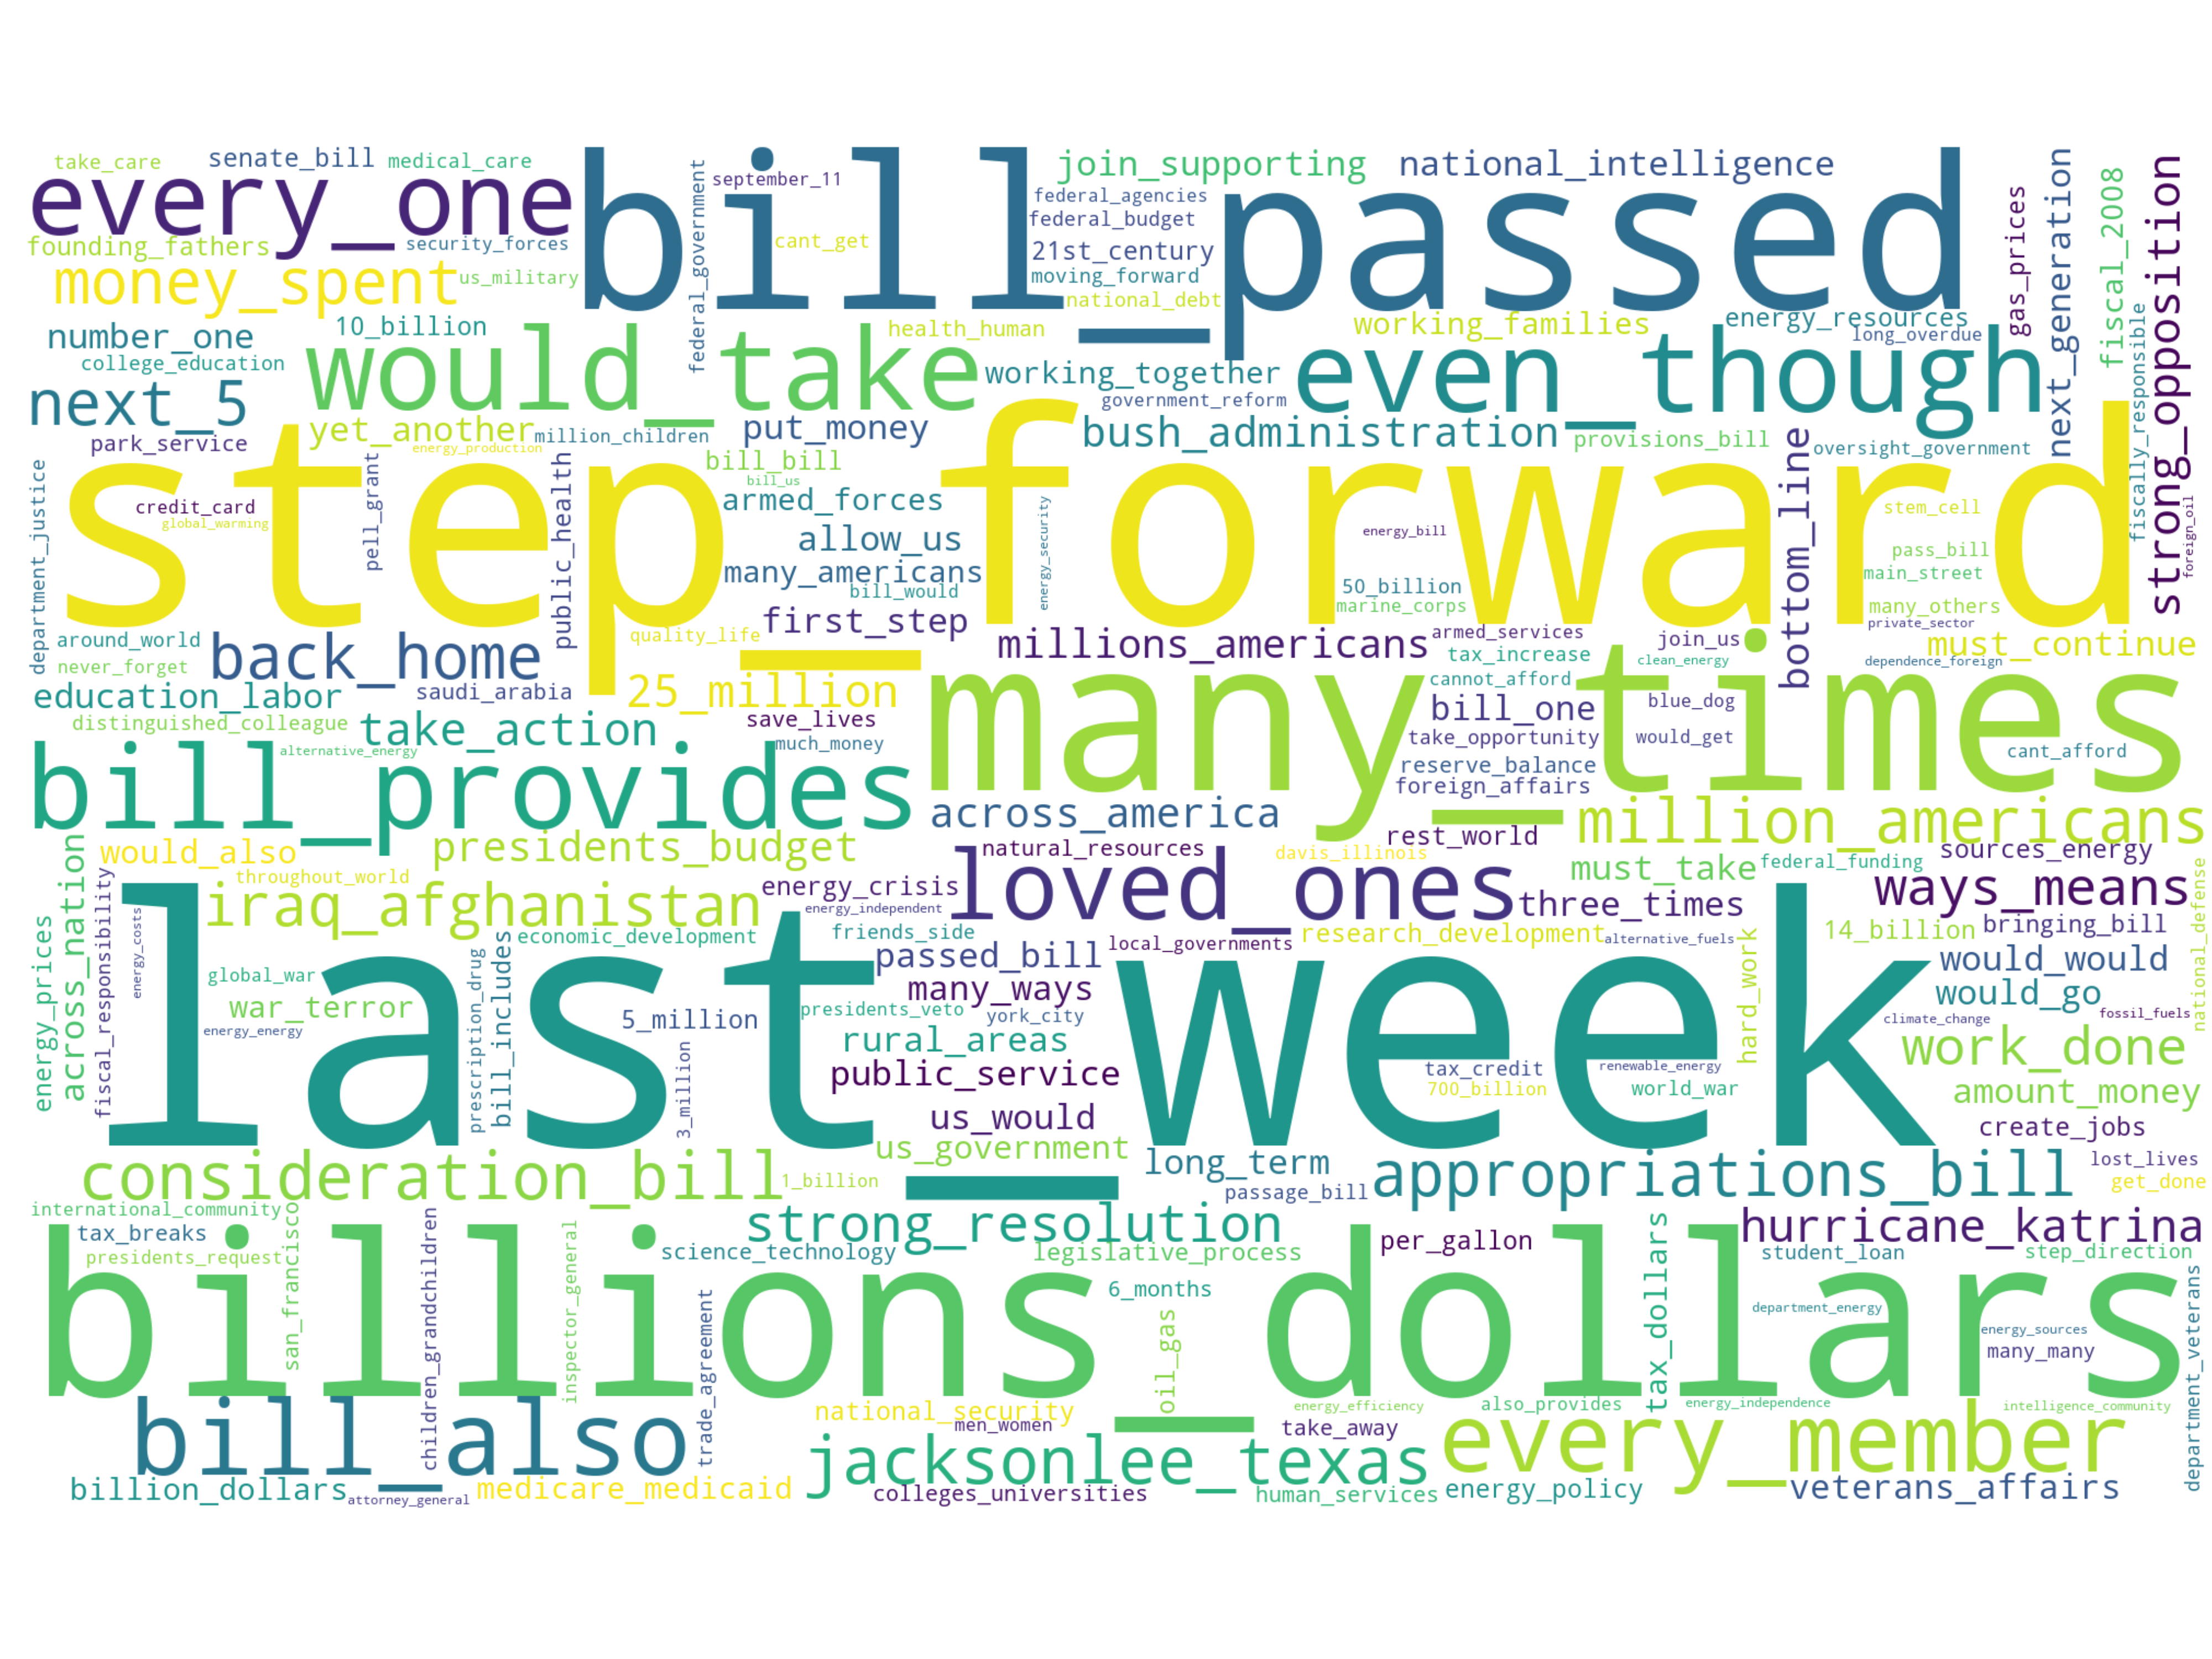 take_care
senate_bill
medical_care
every_one
bill_passed
september_11
join_supporting
national_intelligence
federal_agencies
federal_budget
founding_fathers
security_forces
federal_government
cant_get
21st_century
gas_prices
next_generation
fiscal_2008
strong_opposition
money_spent
us_military
moving_forward
national_debt
number_one
10_billion
would_take
health_human
working_families
energy_resources
long_overdue
fiscally_responsible
college_education
working_together
even_though
next_5
government_reform
yet_another
million_children
put_money
bush_administration
provisions_bill
park_service
energy_production
bill_bill
bill_us
oversight_government
bottom_line
department_justice
step_forward
credit_card
global_warming
pell_grant
public_health
armed_forces
energy_security
energy_bill
stem_cell
foreign_oil
allow_us
pass_bill
many_americans
bill_would
50_billion
main_street
marine_corps
many_others
private_sector
around_world
back_home
quality_life
first_step
millions_americans
armed_services
join_us
must_continue
never_forget
tax_increase
clean_energy
dependence_foreign
education_labor
saudi_arabia
25_million
many_times
cannot_afford
distinguished_colleague
take_action
save_lives
bill_one
blue_dog
much_money
take_opportunity
would_get
cant_afford
bill_provides
alternative_energy
reserve_balance
foreign_affairs
across_america
million_americans
would_also
presidents_budget
natural_resources
davis_illinois
rest_world
must_take
federal_funding
sources_energy
throughout_world
energy_crisis
loved_ones
ways_means
across_nation
iraq_afghanistan
energy_independent
three_times
national_defense
energy_prices
fiscal_responsibility
energy_costs
economic_development
friends_side
local_governments
research_development
alternative_fuels
14_billion
bringing_bill
last_week
global_war
prescription_drug
bill_includes
passed_bill
hard_work
would_would
many_ways
would_go
war_terror
presidents_veto
york_city
climate_change
fossil_fuels
energy_energy
5_million
3_million
rural_areas
work_done
public_service
tax_credit
renewable_energy
700_billion
world_war
amount_money
us_would
create_jobs
us_government
consideration_bill
1_billion
long_term
passage_bill
appropriations_bill
lost_lives
get_done
international_community
tax_breaks
strong_resolution
hurricane_katrina
presidents_request
san_francisco
children_grandchildren
inspector_general
science_technology
legislative_process
per_gallon
tax_dollars
student_loan
step_direction
billions_dollars
6_months
department_energy
energy_sources
many_many
trade_agreement
oil_gas
department_veterans
bill_also
national_security
men_women
energy_efficiency
also_provides
energy_independence
intelligence_community
take_away
every_member
jacksonlee_texas
billion_dollars
attorney_general
medicare_medicaid
colleges_universities
human_services
energy_policy
veterans_affairs